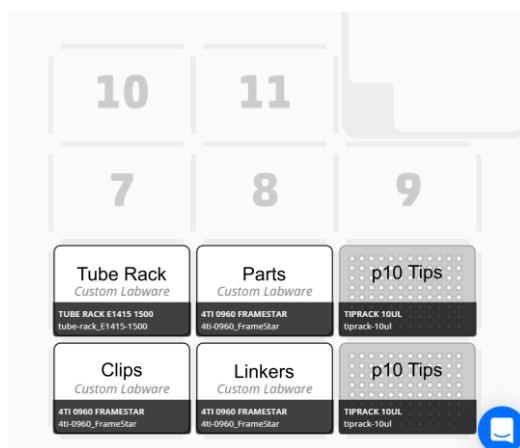 10
11
7
8
9
Tube Rack
Custom Labware
TUBE RACK E1415 1500
tube-rack_E1415-1500
Parts
Custom Labware
4TI 0960 FRAMESTAR
4ti-0960_FrameStar
p10 Tips
TIPRACK 10UL
tiprack-10ul
Clips
Custom Labware
4TI 0960 FRAMESTAR
4ti-0960_FrameStar
Linkers
Custom Labware
4TI 0960 FRAMESTAR
4ti-0960_FrameStar
p10 Tips
TIPRACK 10UL
tiprack-10ul